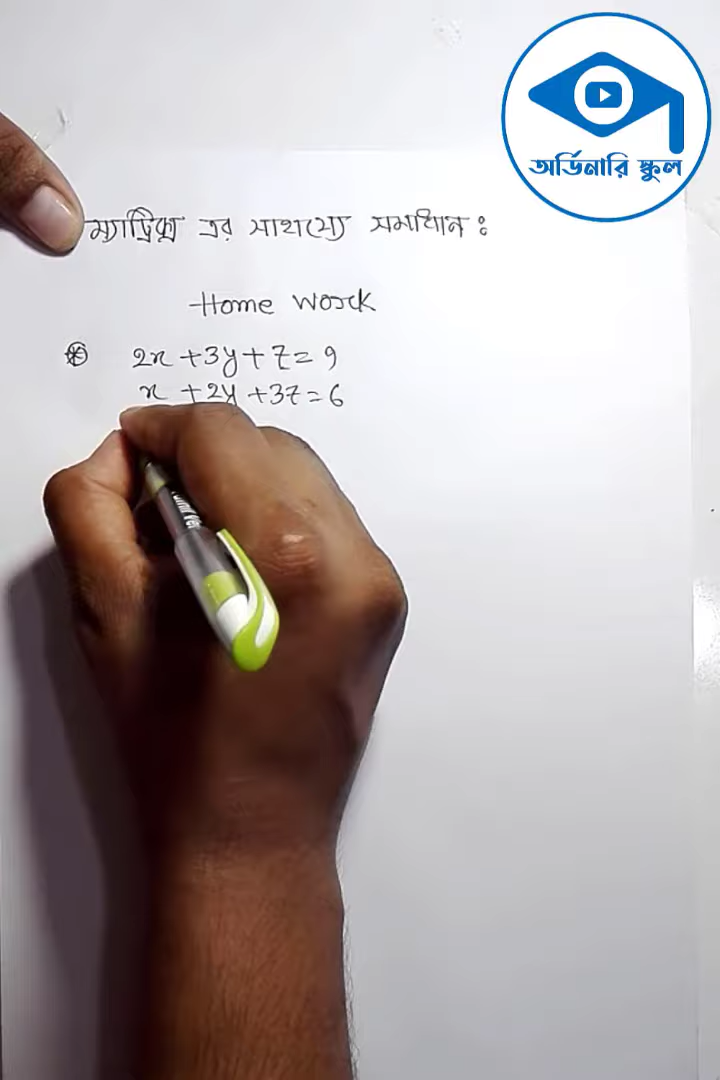 অর্ডিনারি স্কুল
ম্যাট্রিক্স এর সাহায্যে সমাধান ঃ
Home Work
2x + 3y + z = 9
x + 2y + 3z = 6